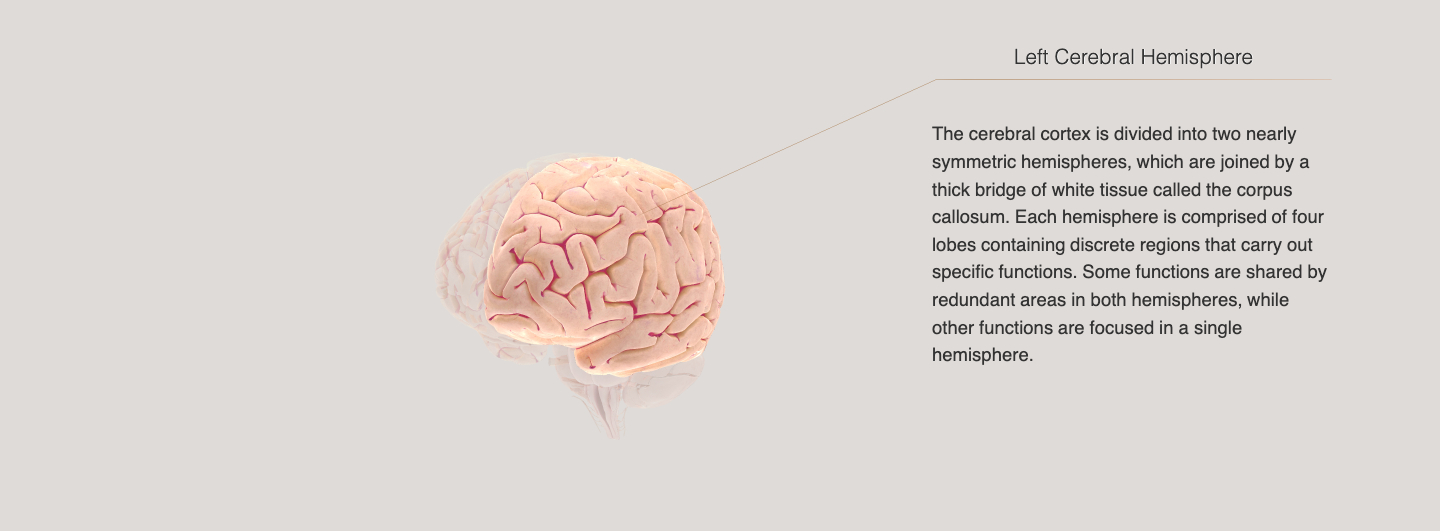 Left Cerebral Hemisphere
The cerebral cortex is divided into two nearly
symmetric hemispheres, which are joined by a
thick bridge of white tissue called the corpus
callosum. Each hemisphere is comprised of four
lobes containing discrete regions that carry out
specific functions. Some functions are shared by
redundant areas in both hemispheres, while
other functions are focused in a single
hemisphere.